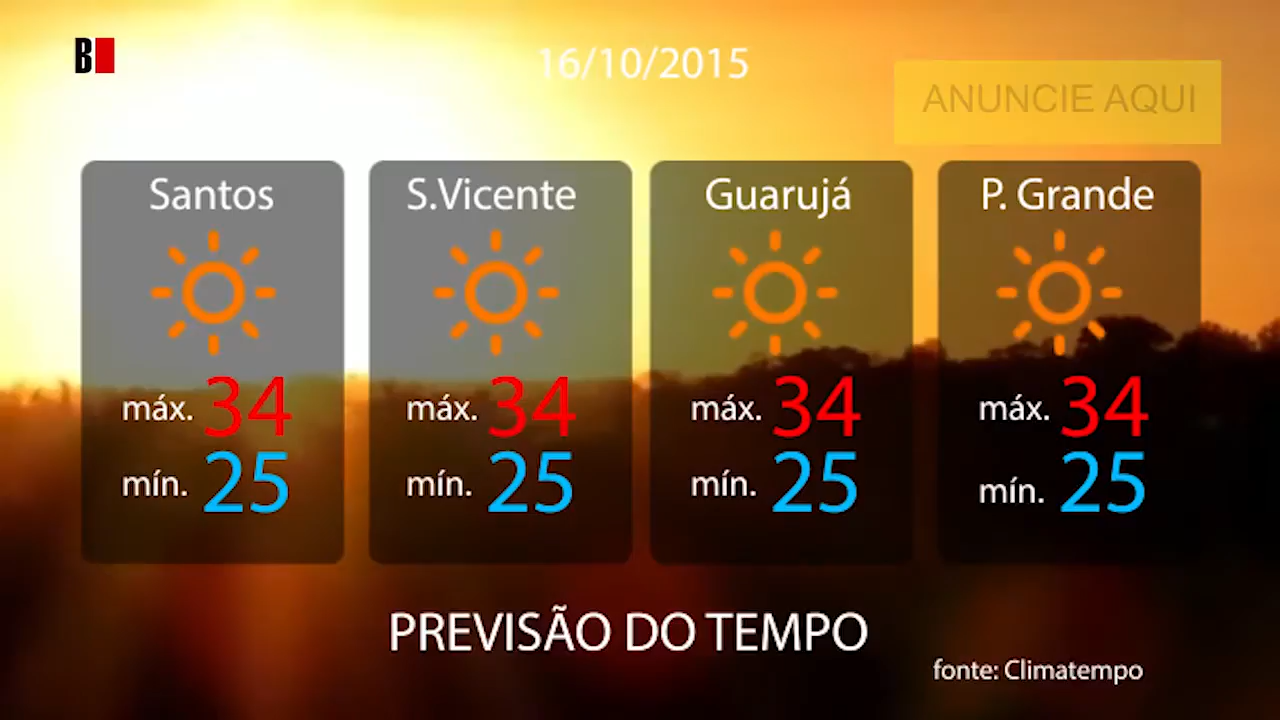 B
16/10/2015
ANUNCIE AQUI
Santos
máx. 34
mín. 25
S.Vicente
máx. 34
mín. 25
Guarujá
máx. 34
mín. 25
P. Grande
máx. 34
mín. 25
PREVISÃO DO TEMPO
fonte: Climatempo